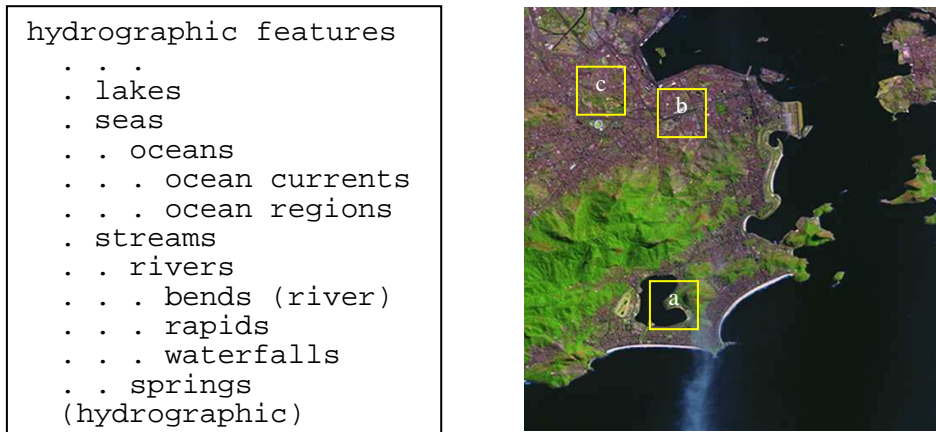 hydrographic features
. . .
. lakes
. seas
. . oceans
. . . ocean currents
. . . ocean regions
. streams
. . rivers
. . . bends (river)
. . . rapids
. . . waterfalls
. . springs
(hydrographic)
c
b
a